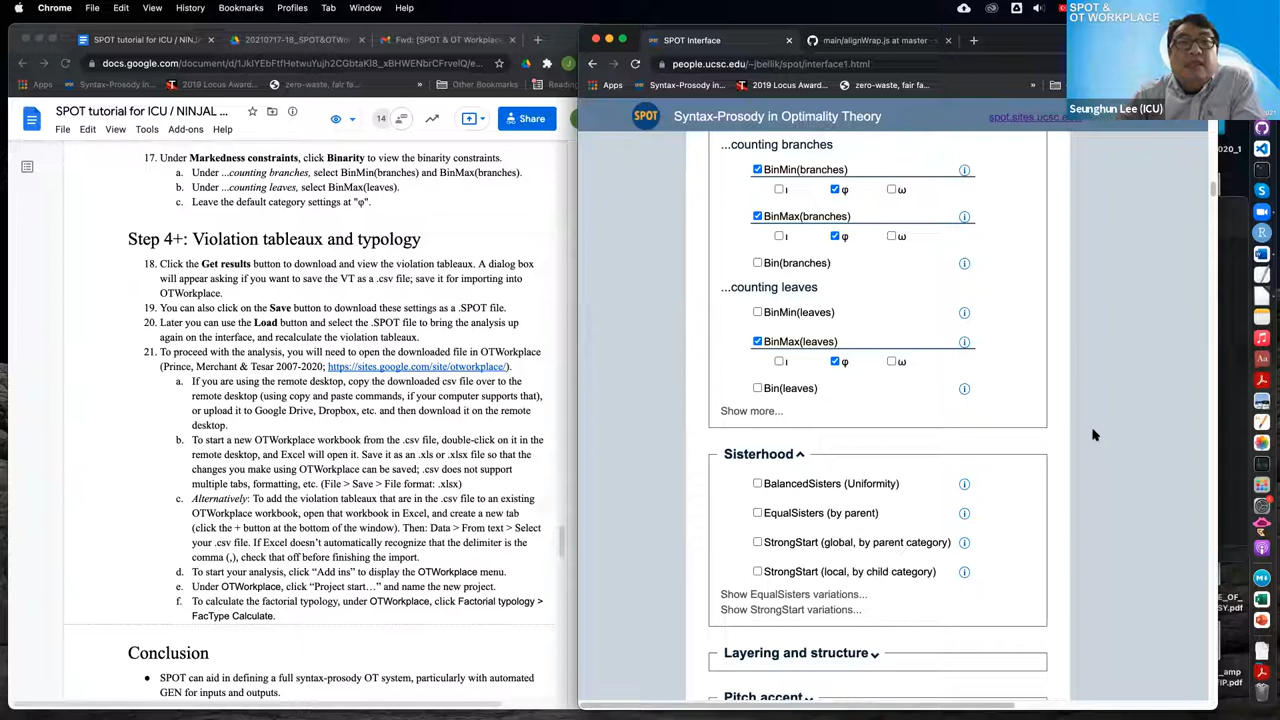 Chrome File Edit View History Bookmarks Profiles Tab Window Help
SPOT tutorial for ICU / NINJAL
20210717-18_SPOT&OTWo
Fwd: [SPOT & OT Workplace
docs.google.com/document/d/1JkIYEbtfHetwuYujh2CGbtaKl8_xBHWENbrCFrvelQ/e…
Apps Syntax-Prosody in... 2019 Locus Award zero-waste, fair fa Reading
SPOT tutorial for ICU / NINJAL ...
File Edit View Tools Add-ons Help
14
Share
17. Under Markedness constraints, click Binarity to view the binarity constraints.
a. Under ...counting branches, select BinMin(branches) and BinMax(branches).
b. Under ...counting leaves, select BinMax(leaves).
c. Leave the default category settings at "φ".
Step 4+: Violation tableaux and typology
18. Click the Get results button to download and view the violation tableaux. A dialog box
will appear asking if you want to save the VT as a .csv file; save it for importing into
OTWorkplace.
19. You can also click on the Save button to download these settings as a .SPOT file.
20. Later you can use the Load button and select the .SPOT file to bring the analysis up
again on the interface, and recalculate the violation tableaux.
21. To proceed with the analysis, you will need to open the downloaded file in OTWorkplace
(Prince, Merchant & Tesar 2007-2020; https://sites.google.com/site/otworkplace/).
a. If you are using the remote desktop, copy the downloaded csv file over to the
remote desktop (using copy and paste commands, if your computer supports that),
or upload it to Google Drive, Dropbox, etc. and then download it on the remote
desktop.
b. To start a new OTWorkplace workbook from the .csv file, double-click on it in the
remote desktop, and Excel will open it. Save it as an .xls or .xlsx file so that the
changes you make using OTWorkplace can be saved; .csv does not support
multiple tabs, formatting, etc. (File > Save > File format: .xlsx)
c. Alternatively: To add the violation tableaux that are in the .csv file to an existing
OTWorkplace workbook, open that workbook in Excel, and create a new tab
(click the + button at the bottom of the window). Then: Data > From text > Select
your .csv file. If Excel doesn't automatically recognize that the delimiter is the
comma (,), check that off before finishing the import.
d. To start your analysis, click “Add ins” to display the OTWorkplace menu.
e. Under OTWorkplace, click “Project start…” and name the new project.
f. To calculate the factorial typology, under OTWorkplace, click Factorial typology >
FacType Calculate.
Conclusion
● SPOT can aid in defining a full syntax-prosody OT system, particularly with automated
GEN for inputs and outputs.
SPOT Interface
main/alignWrap.js at master
people.ucsc.edu/~jbellik/spot/interface1.html
Apps Syntax-Prosody in... 2019 Locus Award zero-waste, fair fa
SPOT
Syntax-Prosody in Optimality Theory
spot.sites.ucsc.edu
...counting branches
BinMin(branches)
ι φ ω
BinMax(branches)
ι φ ω
Bin(branches)
...counting leaves
BinMin(leaves)
BinMax(leaves)
ι φ ω
Bin(leaves)
Show more...
Sisterhood
BalancedSisters (Uniformity)
EqualSisters (by parent)
StrongStart (global, by parent category)
StrongStart (local, by child category)
Show EqualSisters variations...
Show StrongStart variations...
Layering and structure
Pitch accent
SPOT &
OT WORKPLACE
Seunghun Lee (ICU)